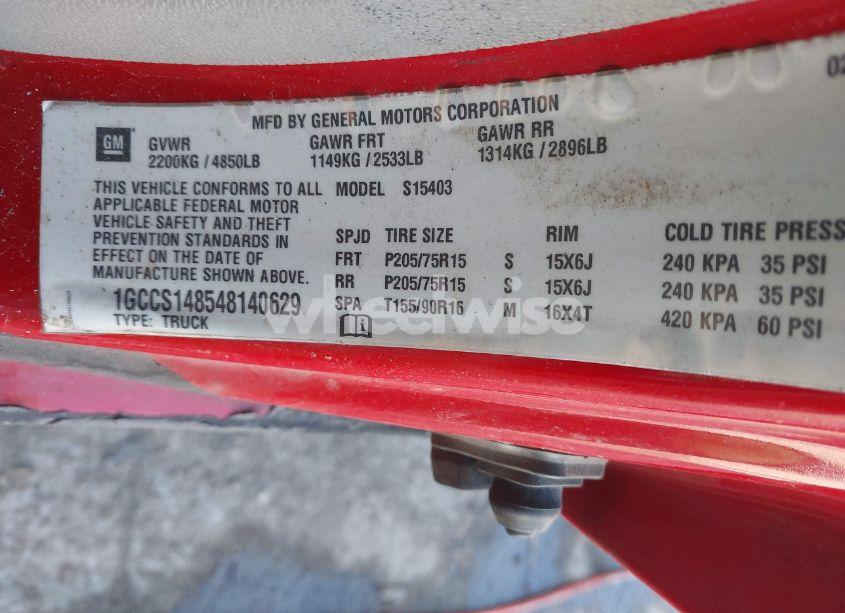 02
MFD BY GENERAL MOTORS CORPORATION
GM
GVWR GAWR FRT GAWR RR
2200KG / 4850LB 1149KG / 2533LB 1314KG / 2896LB
THIS VEHICLE CONFORMS TO ALL MODEL S15403
APPLICABLE FEDERAL MOTOR
VEHICLE SAFETY AND THEFT
PREVENTION STANDARDS IN SPJD TIRE SIZE RIM COLD TIRE PRESS
EFFECT ON THE DATE OF FRT P205/75R15 S 15X6J 240 KPA 35 PSI
MANUFACTURE SHOWN ABOVE. RR P205/75R15 S 15X6J 240 KPA 35 PSI
1GCCS148548140629 SPA T155/90R16 M 16X4T 420 KPA 60 PSI
TYPE: TRUCK
wheelwise